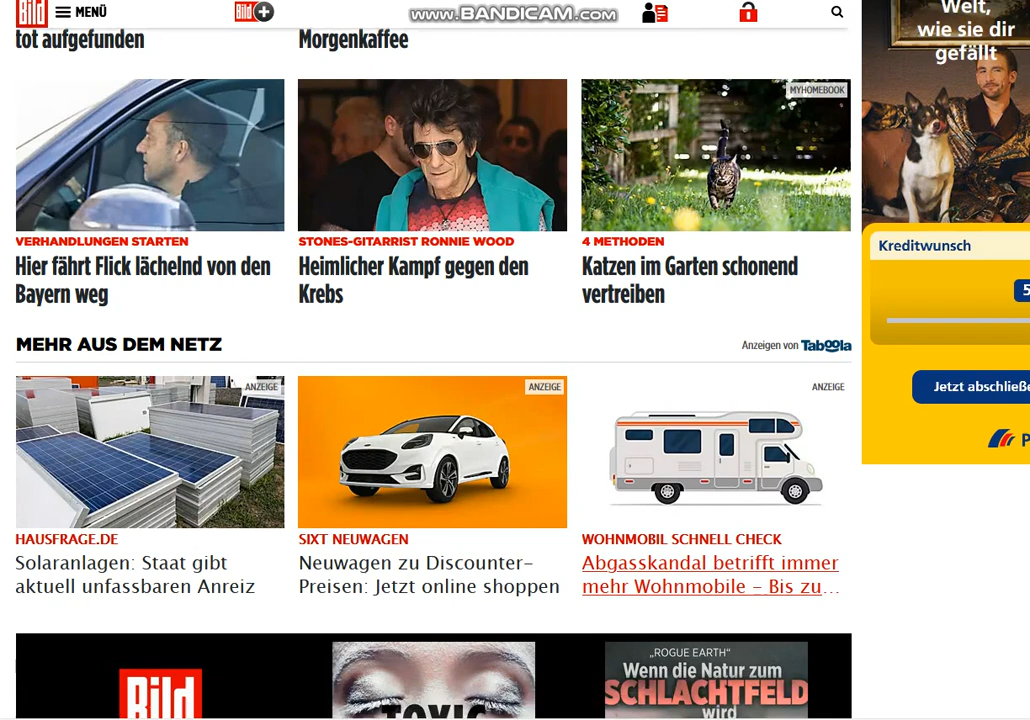 Bild
MENÜ
Bild +
www.BANDICAM.com
tot aufgefunden
Morgenkaffee
MYHOMEBOOK
VERHANDLUNGEN STARTEN
Hier fährt Flick lächelnd von den
Bayern weg
STONES-GITARRIST RONNIE WOOD
Heimlicher Kampf gegen den
Krebs
4 METHODEN
Katzen im Garten schonend
vertreiben
MEHR AUS DEM NETZ
Anzeigen von Taboola
ANZEIGE
ANZEIGE
ANZEIGE
HAUSFRAGE.DE
Solaranlagen: Staat gibt
aktuell unfassbaren Anreiz
SIXT NEUWAGEN
Neuwagen zu Discounter-
Preisen: Jetzt online shoppen
WOHNMOBIL SCHNELL CHECK
Abgasskandal betrifft immer
mehr Wohnmobile – Bis zu…
Bild
TOXIC
„ROGUE EARTH“
Wenn die Natur zum
SCHLACHTFELD
wird
Welt,
wie sie dir
gefällt
Kreditwunsch
5
Jetzt abschließe
P